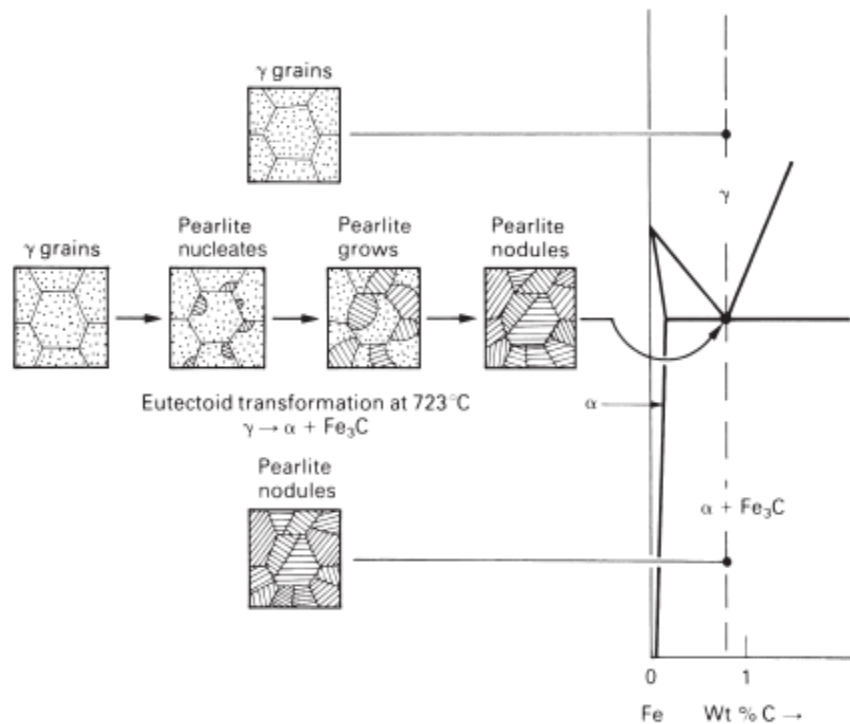 γ grains
γ
γ grains
Pearlite
nucleates
Pearlite
grows
Pearlite
nodules
Eutectoid transformation at 723°C
γ → α + Fe₃C
α
Pearlite
nodules
α + Fe₃C
0
1
Fe
Wt % C →